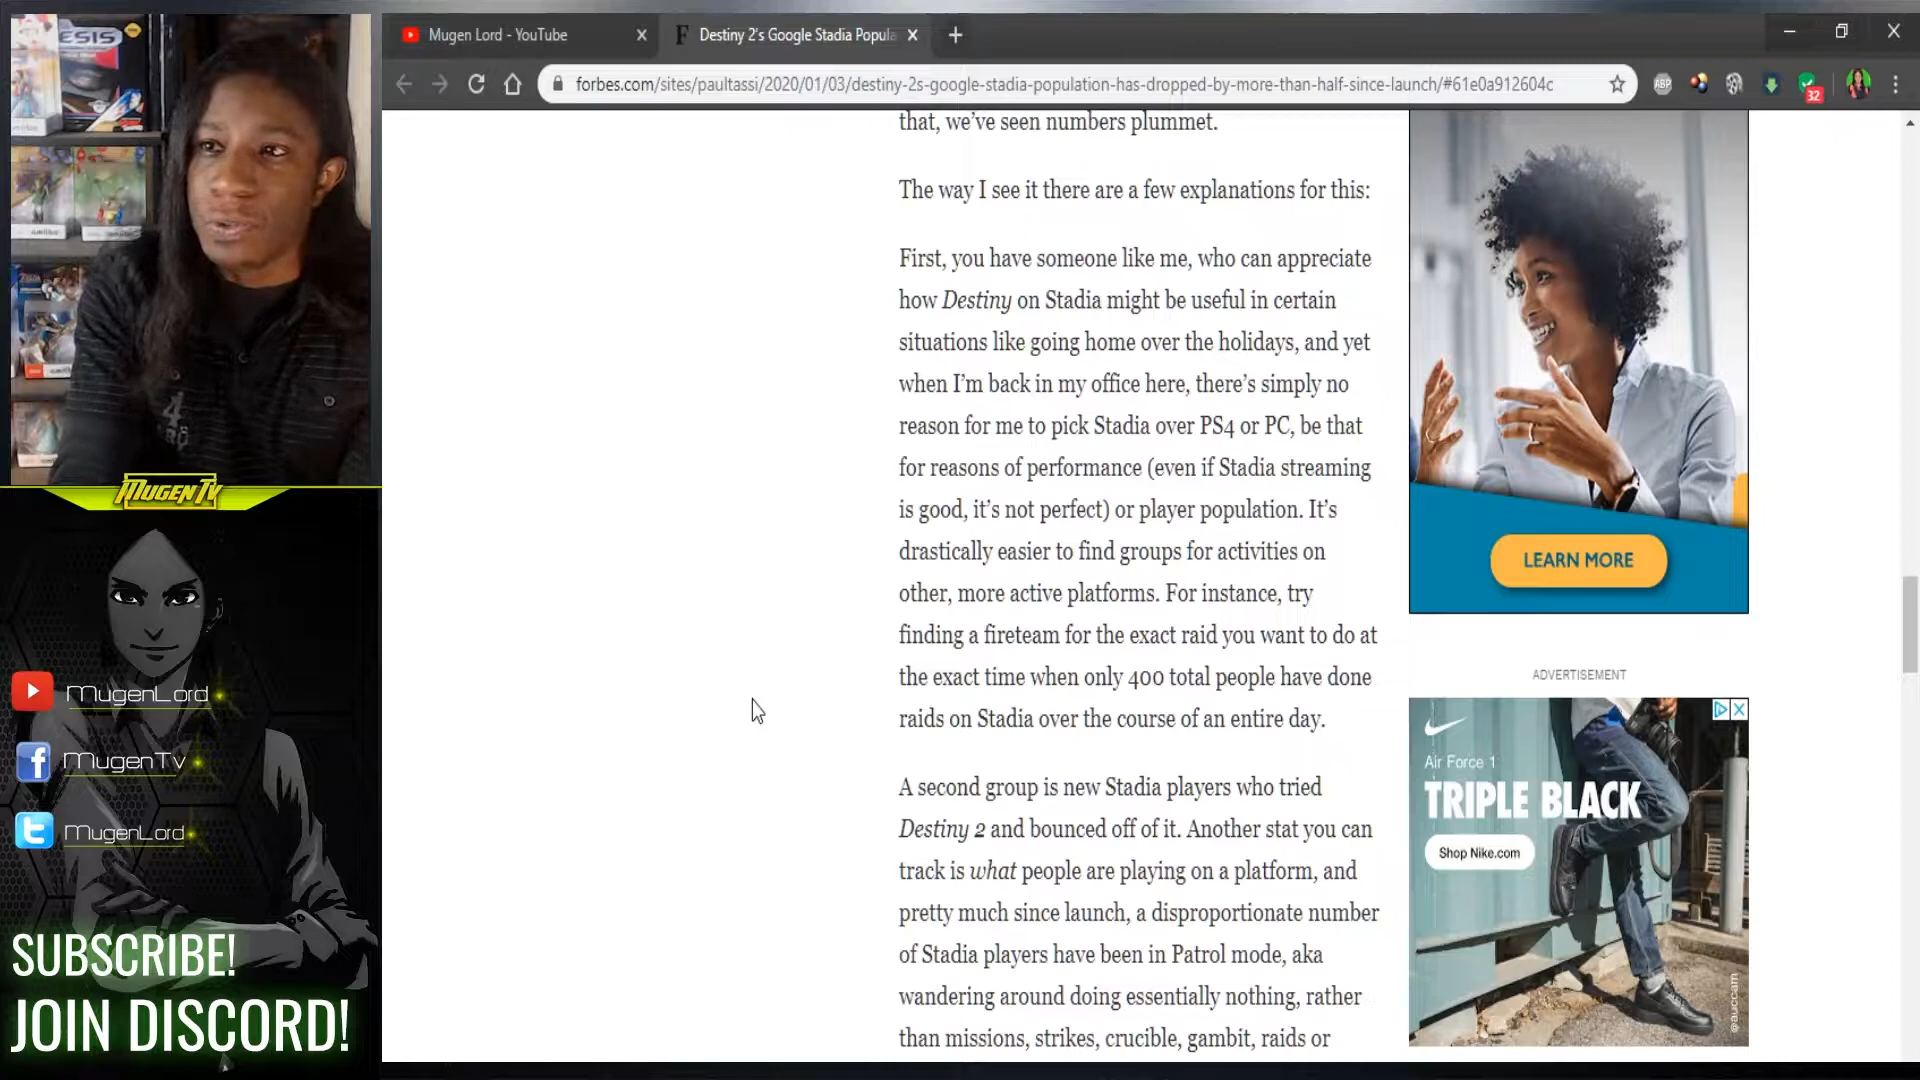 Mugen Lord - YouTube
Destiny 2's Google Stadia Popula
forbes.com/sites/paultassi/2020/01/03/destiny-2s-google-stadia-population-has-dropped-by-more-than-half-since-launch/#61e0a912604c
ABP
32
that, we've seen numbers plummet.
The way I see it there are a few explanations for this:
First, you have someone like me, who can appreciate
how Destiny on Stadia might be useful in certain
situations like going home over the holidays, and yet
when I'm back in my office here, there's simply no
reason for me to pick Stadia over PS4 or PC, be that
for reasons of performance (even if Stadia streaming
is good, it's not perfect) or player population. It's
drastically easier to find groups for activities on
other, more active platforms. For instance, try
finding a fireteam for the exact raid you want to do at
the exact time when only 400 total people have done
raids on Stadia over the course of an entire day.
A second group is new Stadia players who tried
Destiny 2 and bounced off of it. Another stat you can
track is what people are playing on a platform, and
pretty much since launch, a disproportionate number
of Stadia players have been in Patrol mode, aka
wandering around doing essentially nothing, rather
than missions, strikes, crucible, gambit, raids or
LEARN MORE
ADVERTISEMENT
Air Force 1
TRIPLE BLACK
Shop Nike.com
@auccam
MUGEN TV
MugenLord
MugenTv
MugenLord
SUBSCRIBE!
JOIN DISCORD!